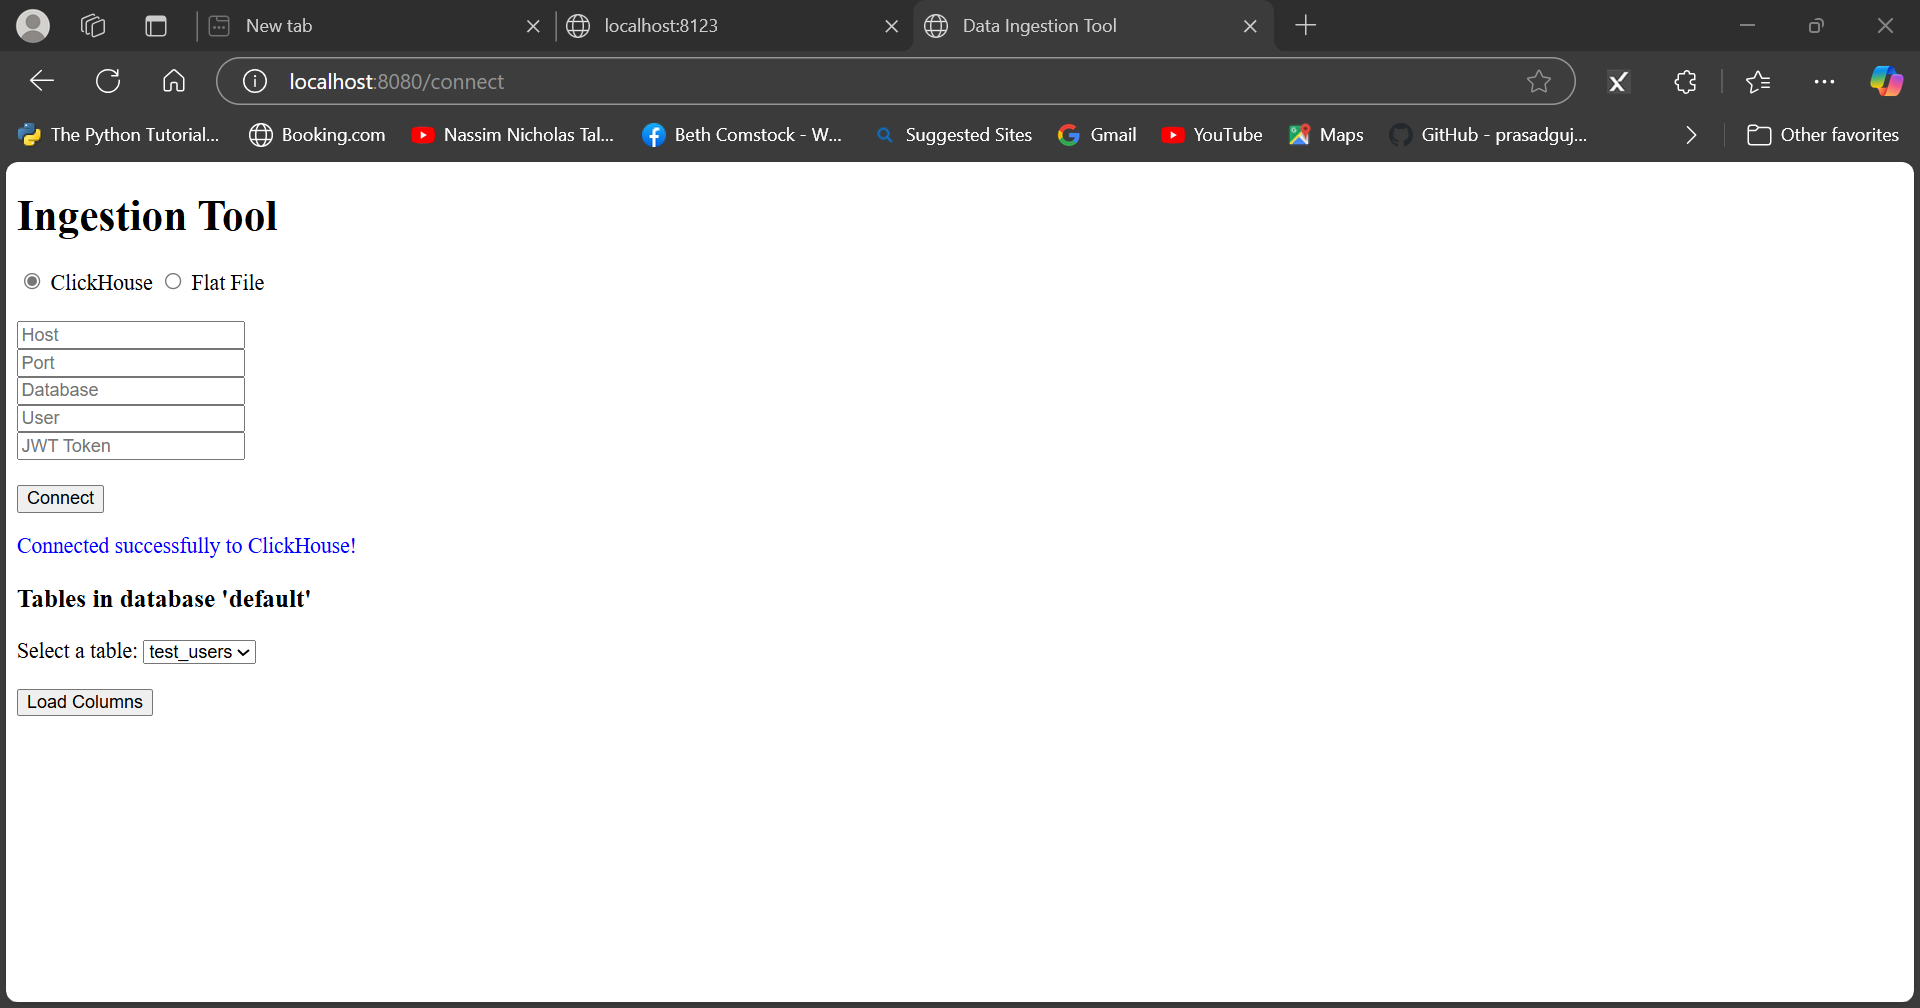 New tab
localhost:8123
Data Ingestion Tool
localhost:8080/connect
The Python Tutorial...
Booking.com
Nassim Nicholas Tal...
Beth Comstock - W...
Suggested Sites
Gmail
YouTube
Maps
GitHub - prasadguj...
Other favorites
Ingestion Tool
ClickHouse Flat File
Host
Port
Database
User
JWT Token
Connect
Connected successfully to ClickHouse!
Tables in database 'default'
Select a table: test_users
Load Columns